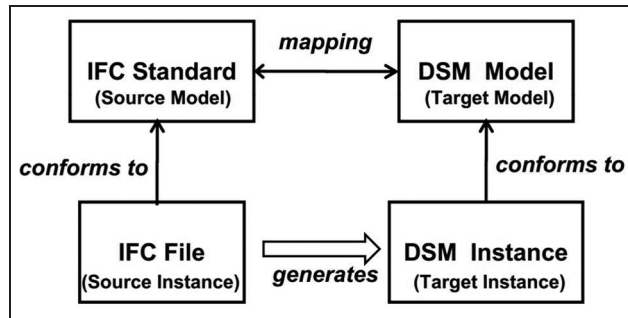 mapping
IFC Standard
(Source Model)
DSM Model
(Target Model)
conforms to
conforms to
IFC File
(Source Instance)
generates
DSM Instance
(Target Instance)